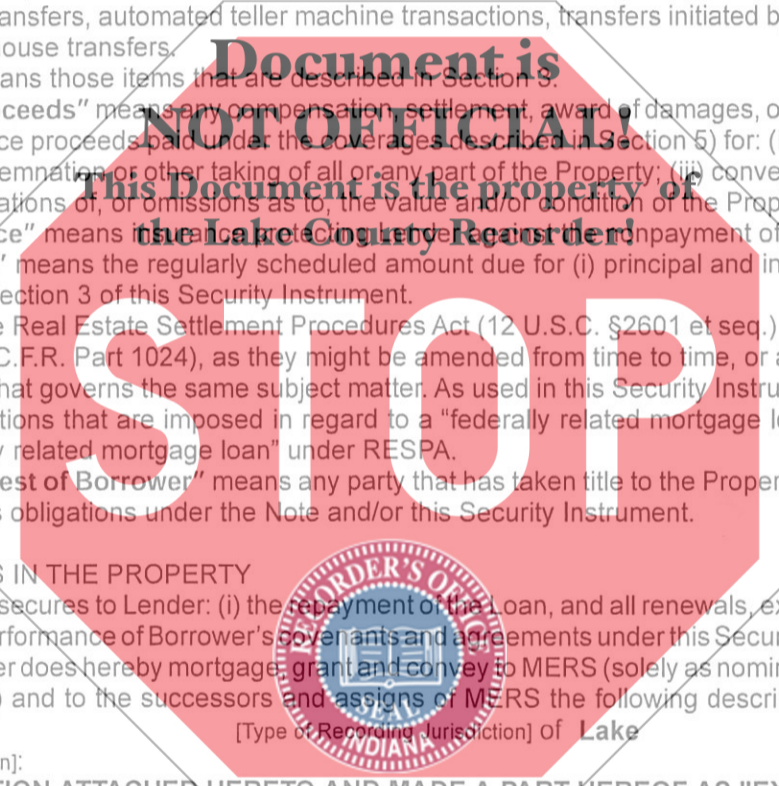 ansfers, automated teller machine transactions, transfers initiated b
ouse transfers.
Document is
ans those items that are described in Section 3.
ceeds" means any compensation, settlement, award of damages, o
NOT OFFICIAL!
ce proceeds paid under the coverages described in Section 5) for: (
emnation or other taking of all or any part of the Property; (iii) conve
This Document is the property of
ations of, or omissions as to, the value and/or condition of the Prop
the Lake County Recorder!
ce" means insurance protecting Lender against the nonpayment of
" means the regularly scheduled amount due for (i) principal and in
ection 3 of this Security Instrument.
STOP
e Real Estate Settlement Procedures Act (12 U.S.C. §2601 et seq.)
C.F.R. Part 1024), as they might be amended from time to time, or a
hat governs the same subject matter. As used in this Security Instru
tions that are imposed in regard to a “federally related mortgage l
y related mortgage loan” under RESPA.
est of Borrower" means any party that has taken title to the Proper
s obligations under the Note and/or this Security Instrument.
S IN THE PROPERTY
RECORDER'S OFFICE
secures to Lender: (i) the repayment of the Loan, and all renewals, ex
rformance of Borrower's covenants and agreements under this Secur
er does hereby mortgage, grant and convey to MERS (solely as nomin
) and to the successors and assigns of MERS the following descri
SEAL
[Type of Recording Jurisdiction] of Lake
INDIANA
n]:
TION ATTACHED HERETO AND MADE A PART HEREOF AS "EX